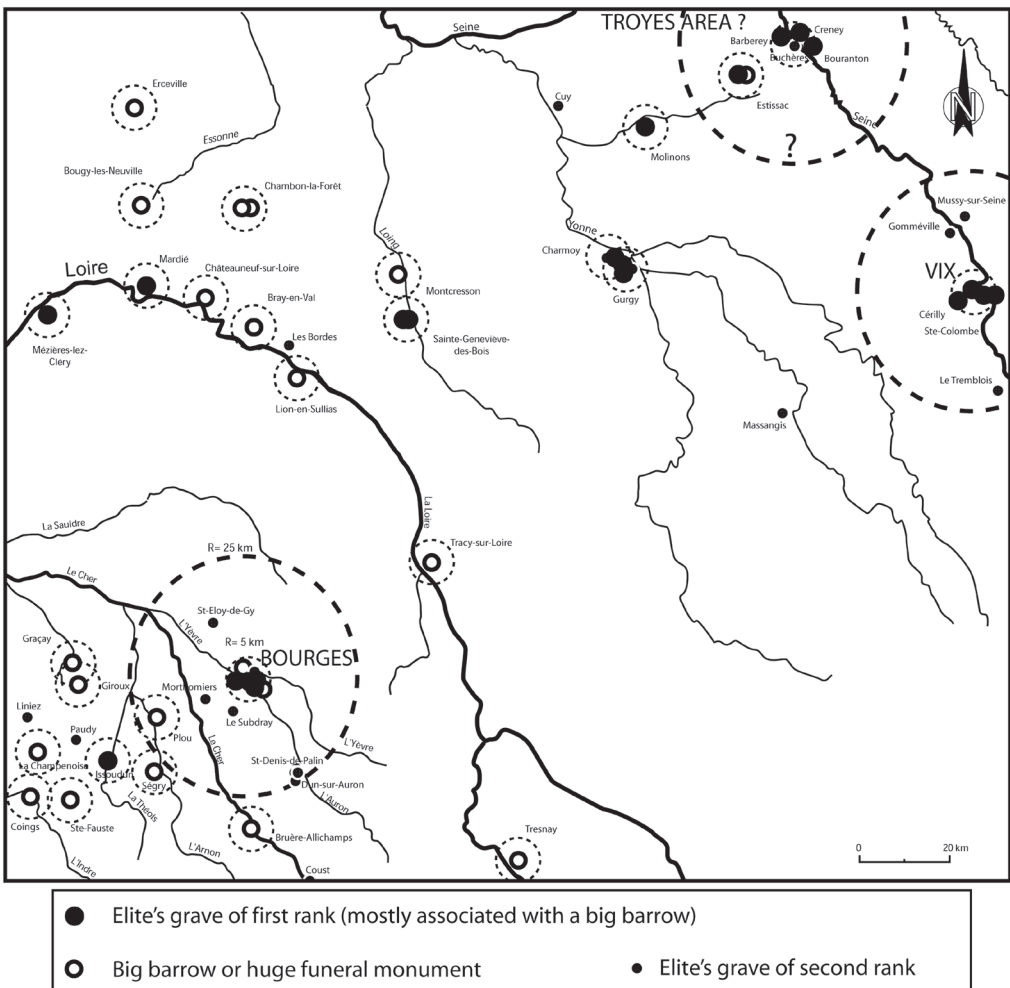 Seine
TROYES AREA ?
Creney
Barberey
Buchères
Bouranton
Erceville
Cuy
Estissac
Essonne
Seine
N
Molinons
?
Bougy-les-Neuville
Chambon-la-Forêt
Mussy-sur-Seine
Gomméville
Yonne
Loing
Charmoy
Mardié
Loire
Châteauneuf-sur-Loire
VIX
Montcresson
Bray-en-Val
Gurgy
Cérilly
Ste-Colombe
Les Bordes
Sainte-Geneviève-
des-Bois
Mézières-lez-
Cléry
Le Tremblois
Lion-en-Sullias
Massangis
La Loire
La Sauldre
Tracy-sur-Loire
R= 25 km
Le Cher
St-Eloy-de-Gy
L'Yèvre
Graçay
R= 5 km
BOURGES
Giroux
Morthomiers
Liniez
Le Subdray
Paudy
Plou
L'Yèvre
Le Cher
La Champenoise
Issoudun
St-Denis-de-Palin
Ségry
Dun-sur-Auron
La Théols
L'Auron
Coings
Ste-Fauste
Bruère-Allichamps
Tresnay
0
20 km
L'Arnon
L'Indre
Coust
Elite's grave of first rank (mostly associated with a big barrow)
Big barrow or huge funeral monument
Elite's grave of second rank